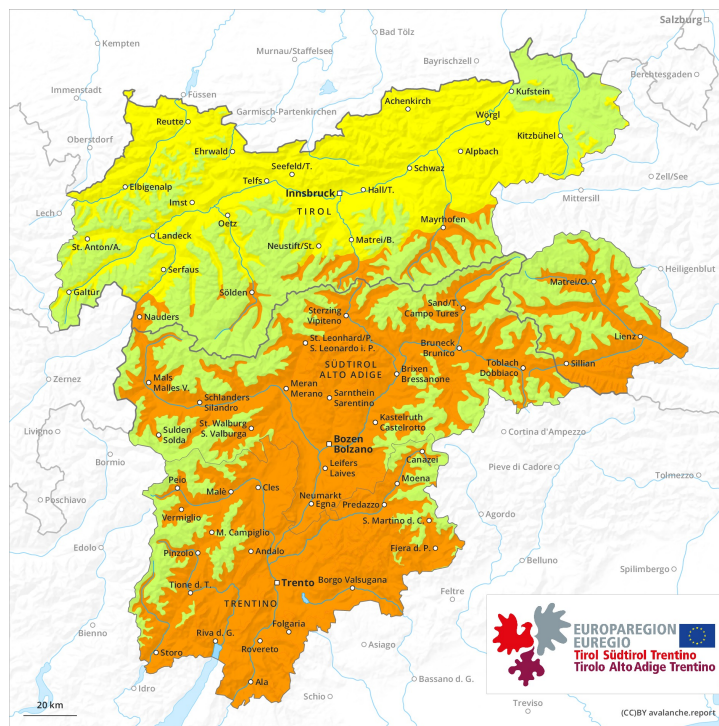 Salzburg
Kempten
Bad Tölz
Murnau/Staffelsee
Bayrischzell
Berchtesgaden
Immenstadt
Füssen
Garmisch-Partenkirchen
Achenkirch
Kufstein
Reutte
Wörgl
Oberstdorf
Ehrwald
Kitzbühel
Seefeld/T.
Alpbach
Telfs
Schwaz
Zell/See
Elbigenalp
Innsbruck
Hall/T.
Mittersill
Lech
Imst
TIROL
Oetz
Mayrhofen
St. Anton/A.
Landeck
Neustift/St.
Matrei/B.
Heiligenblut
Serfaus
Matrei/O.
Galtür
Sölden
Nauders
Sterzing
Vipiteno
Sand/T.
Campo Tures
Lienz
St. Leonhard/P.
S. Leonardo i. P.
Bruneck
Brunico
Zernez
Mals
Malles V.
SÜDTIROL
ALTO ADIGE
Toblach
Dobbiaco
Sillian
Meran
Merano
Brixen
Bressanone
Schlanders
Silandro
Sarnthein
Sarentino
Livigno
St. Walburg
S. Valburga
Kastelruth
Castelrotto
Sulden
Solda
Cortina d'Ampezzo
Bozen
Bolzano
Bormio
Canazei
Pieve di Cadore
Leifers
Laives
Tolmezzo
Poschiavo
Peio
Malè
Cles
Moena
Neumarkt
Egna
Predazzo
Vermiglio
Agordo
S. Martino d. C.
M. Campiglio
Edolo
Pinzolo
Andalo
Fiera d. P.
Belluno
Spilimbergo
Tione d. T.
Trento
Borgo Valsugana
Feltre
TRENTINO
Folgaria
Bienno
Riva d. G.
Rovereto
Asiago
Storo
Bassano d. G.
Ala
Idro
Schio
Treviso
EUROPAREGION
EUREGIO
Tirol Südtirol Trentino
Tirolo Alto Adige Trentino
20 km
(CC)BY avalanche.report